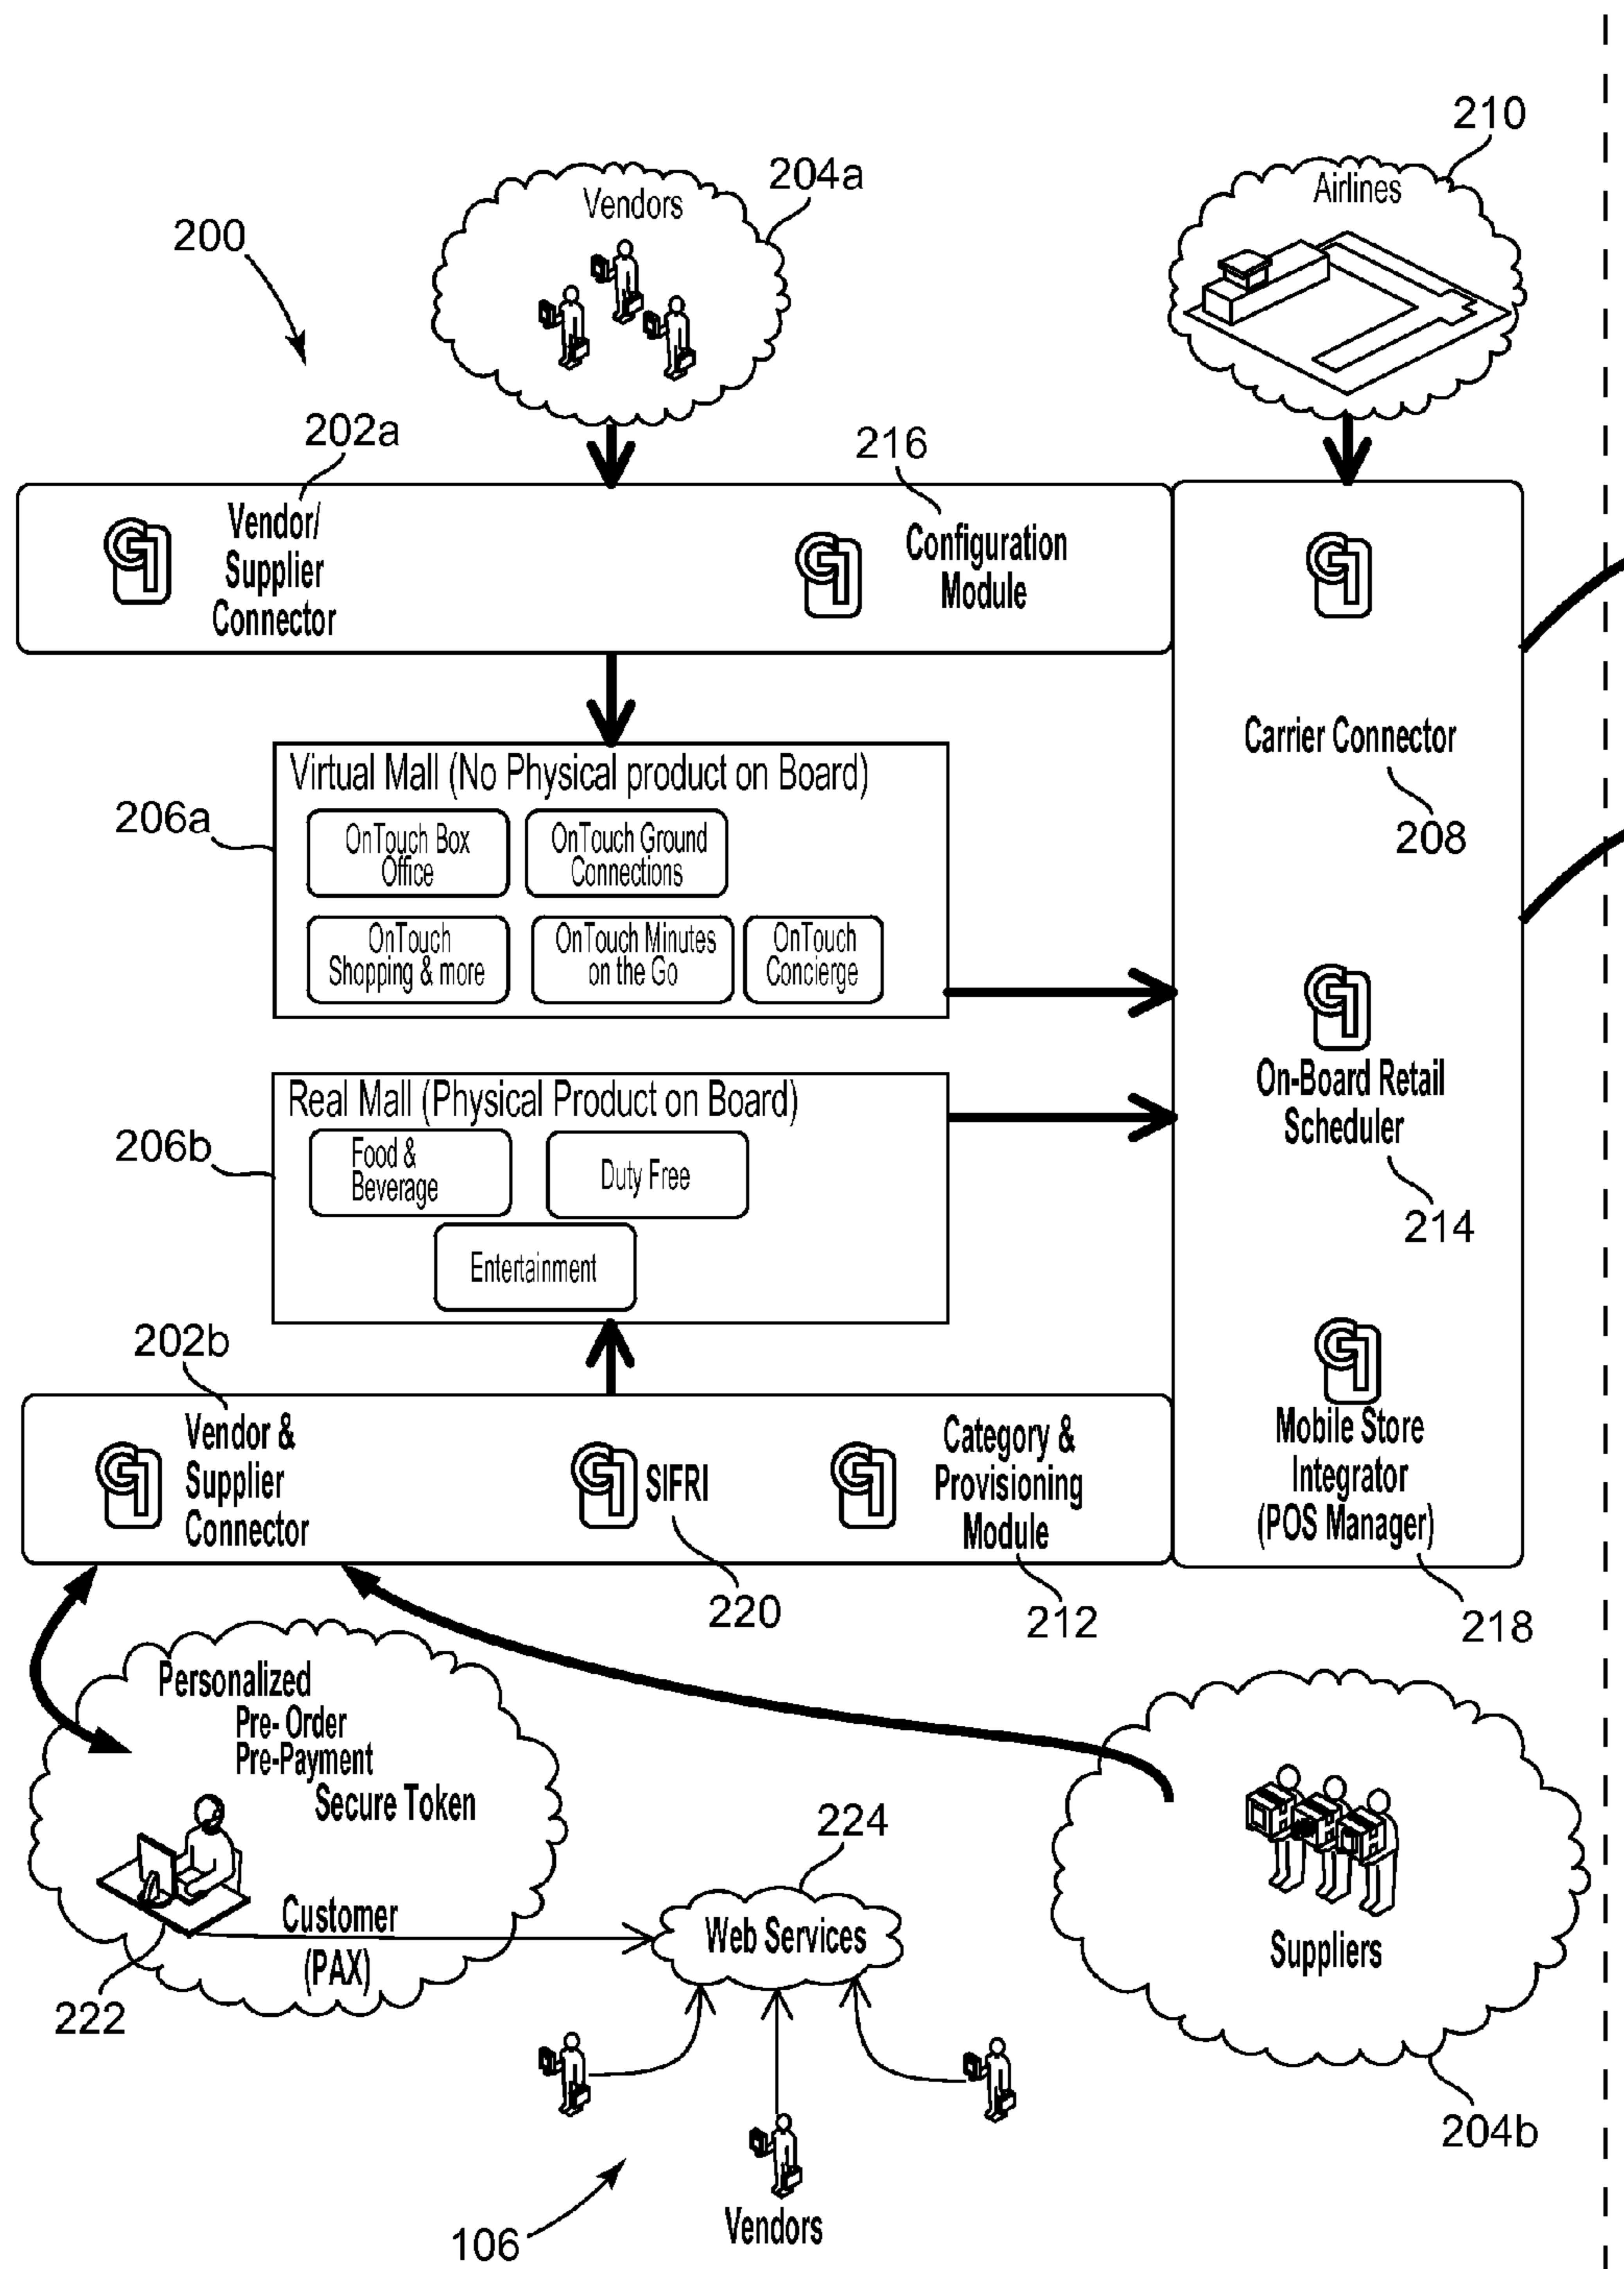 210
204a
Vendors
Airlines
200
202a
216
Vendor/
Supplier
Connector
Configuration
Module
Carrier Connector
208
Virtual Mall (No Physical product on Board)
206a
OnTouch Box
Office
OnTouch Ground
Connections
OnTouch
Shopping & more
OnTouch Minutes
on the Go
OnTouch
Concierge
On-Board Retail
Scheduler
214
Real Mall (Physical Product on Board)
206b
Food &
Beverage
Duty Free
Entertainment
202b
Vendor &
Supplier
Connector
SIFRI
Category &
Provisioning
Module
Mobile Store
Integrator
(POS Manager)
220
212
218
Personalized
Pre- Order
Pre-Payment
Secure Token
Customer
(PAX)
222
224
Web Services
Suppliers
204b
106
Vendors